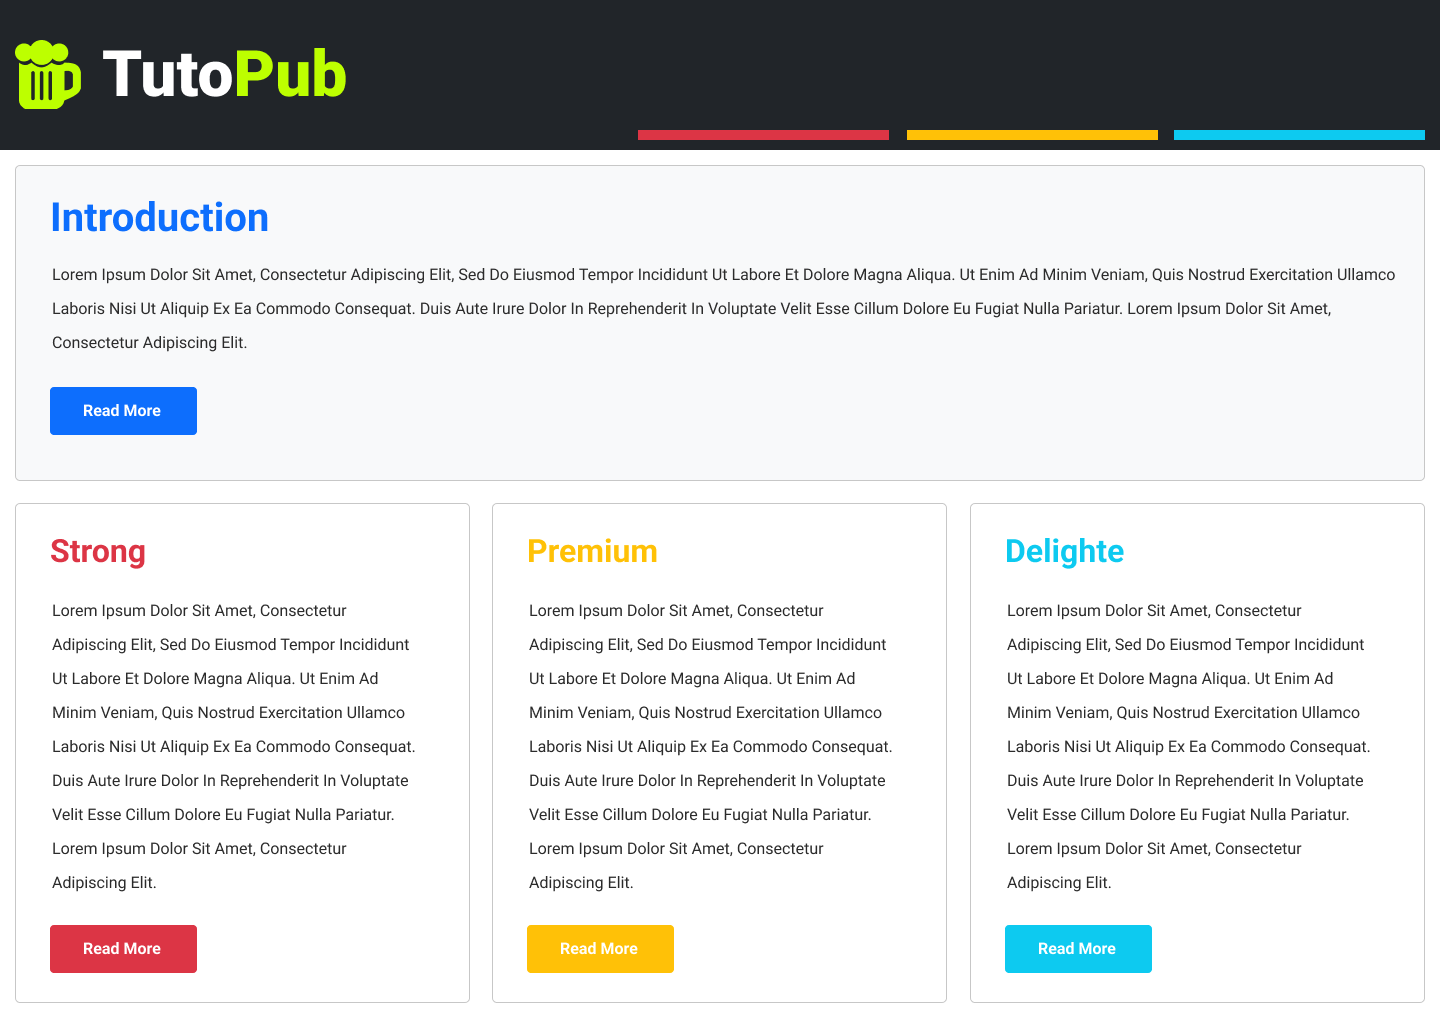 TutoPub
Introduction
Lorem Ipsum Dolor Sit Amet, Consectetur Adipiscing Elit, Sed Do Eiusmod Tempor Incididunt Ut Labore Et Dolore Magna Aliqua. Ut Enim Ad Minim Veniam, Quis Nostrud Exercitation Ullamco
Laboris Nisi Ut Aliquip Ex Ea Commodo Consequat. Duis Aute Irure Dolor In Reprehenderit In Voluptate Velit Esse Cillum Dolore Eu Fugiat Nulla Pariatur. Lorem Ipsum Dolor Sit Amet,
Consectetur Adipiscing Elit.
Read More
Strong
Lorem Ipsum Dolor Sit Amet, Consectetur
Adipiscing Elit, Sed Do Eiusmod Tempor Incididunt
Ut Labore Et Dolore Magna Aliqua. Ut Enim Ad
Minim Veniam, Quis Nostrud Exercitation Ullamco
Laboris Nisi Ut Aliquip Ex Ea Commodo Consequat.
Duis Aute Irure Dolor In Reprehenderit In Voluptate
Velit Esse Cillum Dolore Eu Fugiat Nulla Pariatur.
Lorem Ipsum Dolor Sit Amet, Consectetur
Adipiscing Elit.
Read More
Premium
Lorem Ipsum Dolor Sit Amet, Consectetur
Adipiscing Elit, Sed Do Eiusmod Tempor Incididunt
Ut Labore Et Dolore Magna Aliqua. Ut Enim Ad
Minim Veniam, Quis Nostrud Exercitation Ullamco
Laboris Nisi Ut Aliquip Ex Ea Commodo Consequat.
Duis Aute Irure Dolor In Reprehenderit In Voluptate
Velit Esse Cillum Dolore Eu Fugiat Nulla Pariatur.
Lorem Ipsum Dolor Sit Amet, Consectetur
Adipiscing Elit.
Read More
Delighte
Lorem Ipsum Dolor Sit Amet, Consectetur
Adipiscing Elit, Sed Do Eiusmod Tempor Incididunt
Ut Labore Et Dolore Magna Aliqua. Ut Enim Ad
Minim Veniam, Quis Nostrud Exercitation Ullamco
Laboris Nisi Ut Aliquip Ex Ea Commodo Consequat.
Duis Aute Irure Dolor In Reprehenderit In Voluptate
Velit Esse Cillum Dolore Eu Fugiat Nulla Pariatur.
Lorem Ipsum Dolor Sit Amet, Consectetur
Adipiscing Elit.
Read More